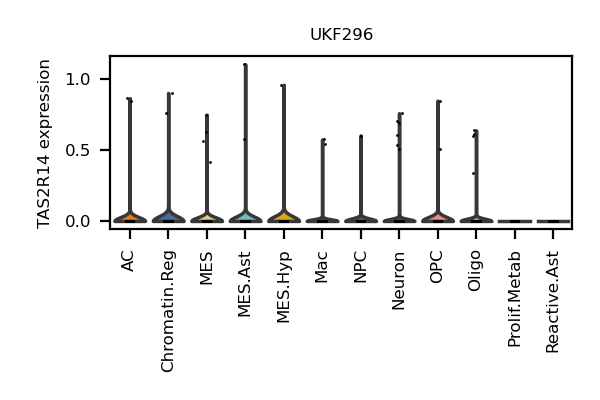 UKF296
TAS2R14 expression
1.0
0.5
0.0
AC
Chromatin.Reg
MES
MES.Ast
MES.Hyp
Mac
NPC
Neuron
OPC
Oligo
Prolif.Metab
Reactive.Ast